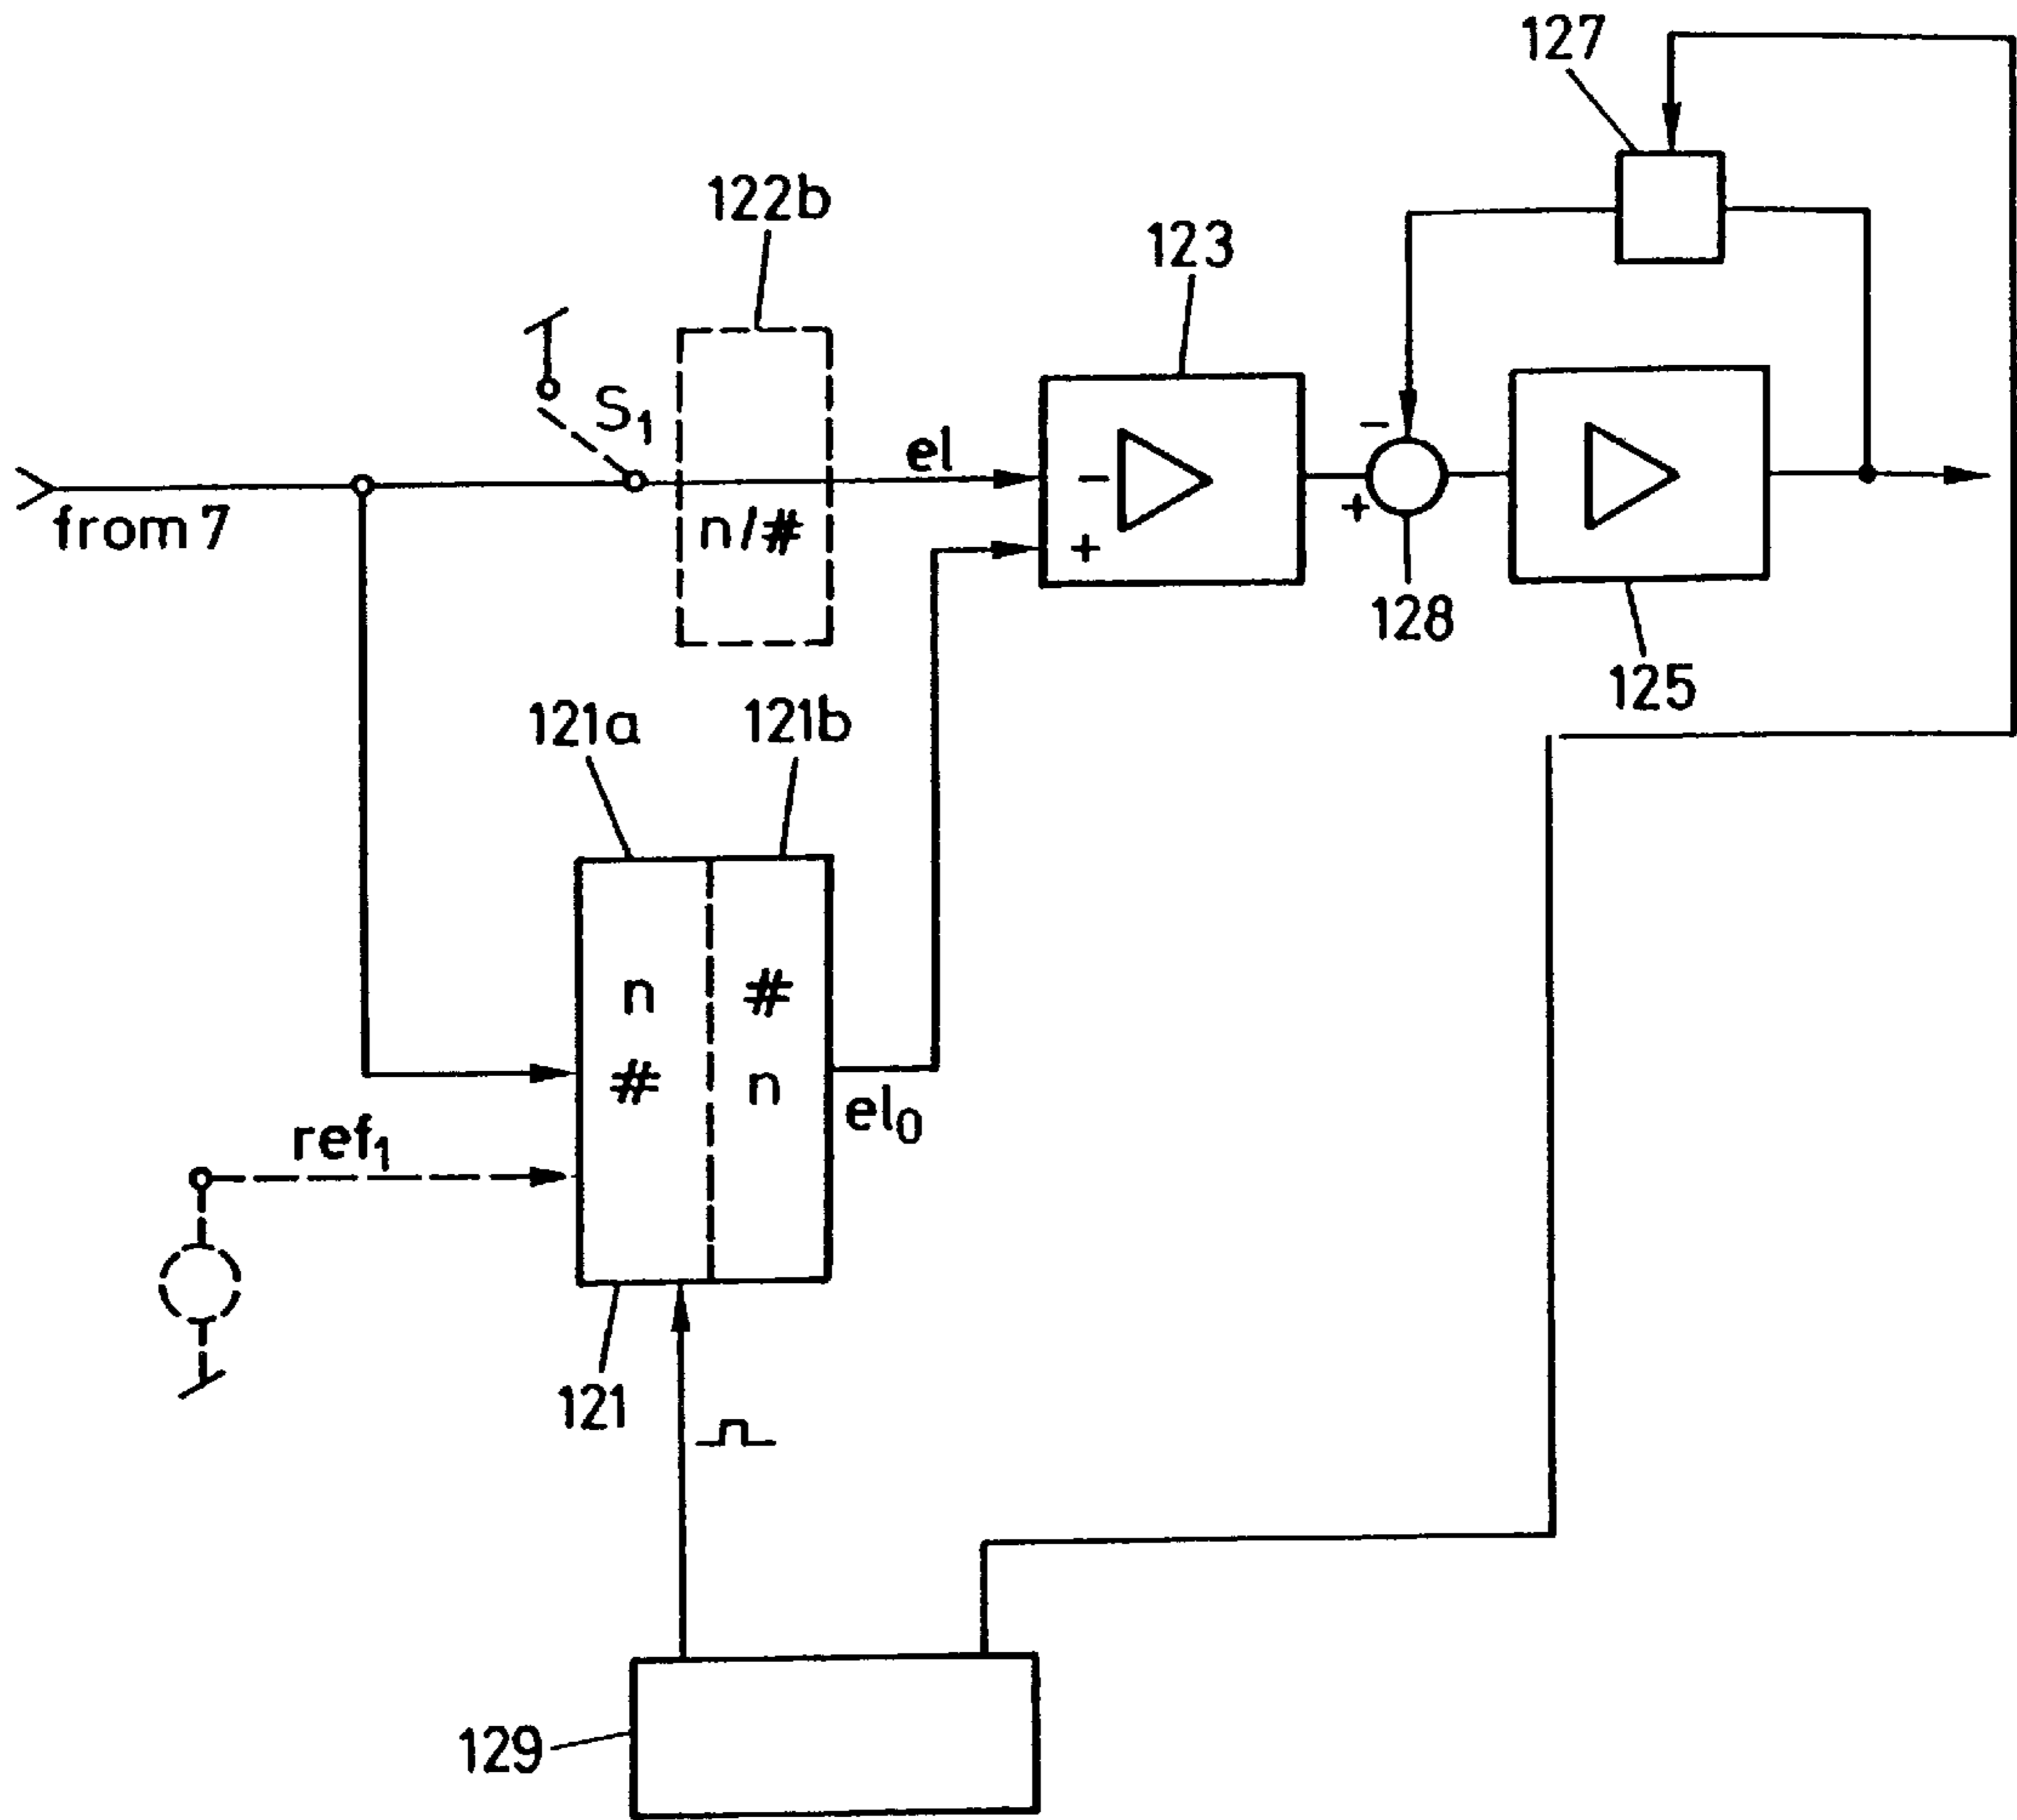 127
122b
123
S₁
el
from 7
n/#
-
+
-
+
128
125
121a
121b
n
#
#
n
el₀
ref₁
121
129